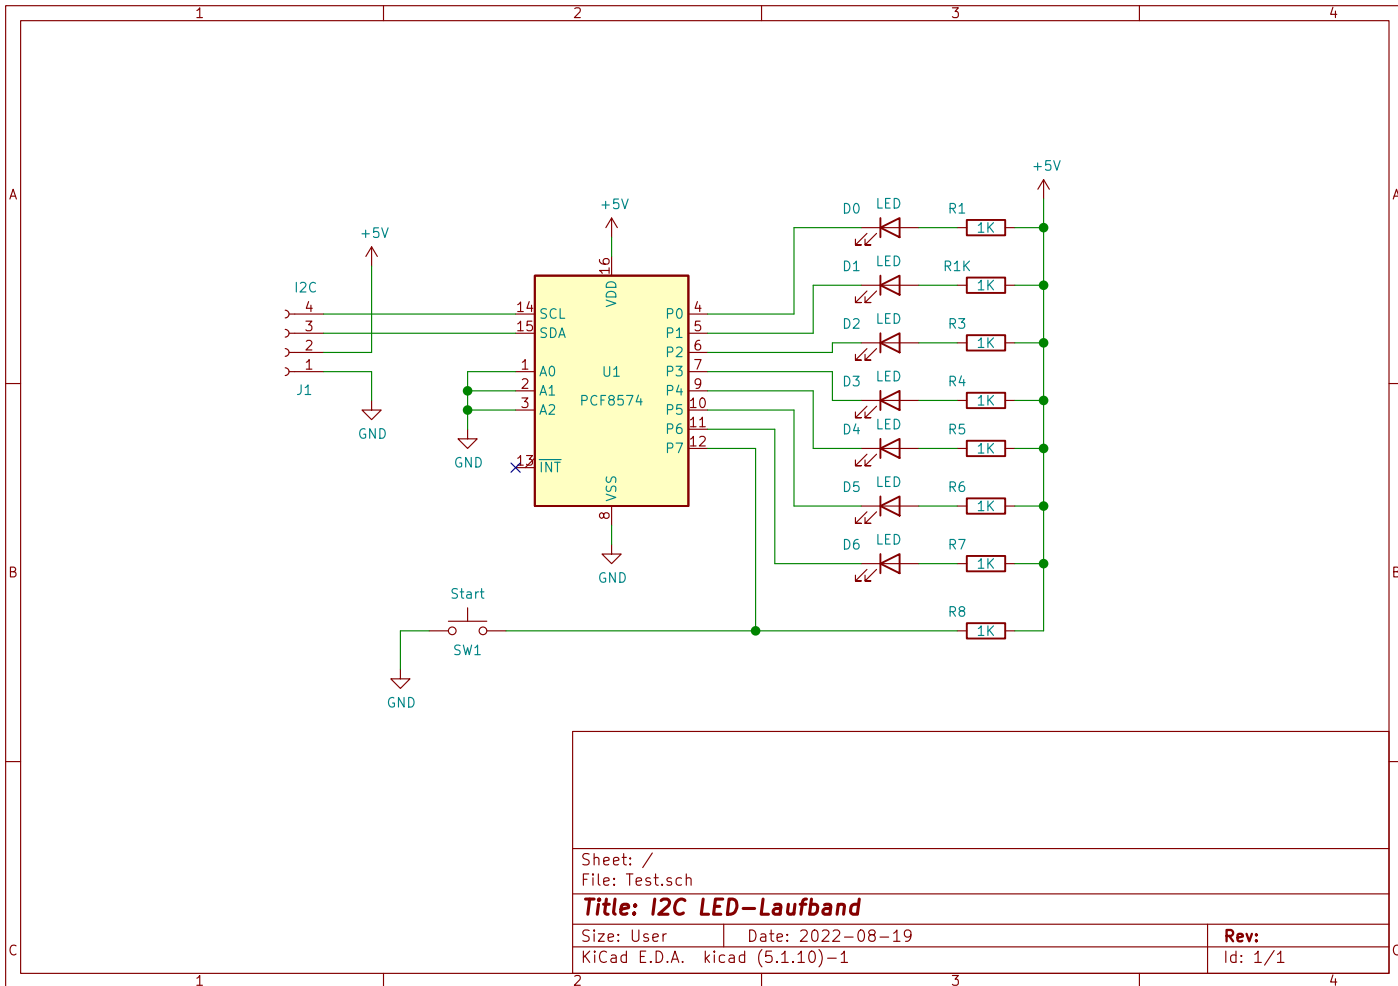 1 2 3 4
+5V
D0 LED R1
1K
+5V
+5V
D1 LED R1K
1K
I2C
4
3
2
1
J1
GND
16
VDD
14 SCL
15 SDA
1 A0
2 A1
3 A2
13 INT
U1
PCF8574
P0 4
P1 5
P2 6
P3 7
P4 9
P5 10
P6 11
P7 12
VSS
8
GND
GND
D2 LED R3
1K
D3 LED R4
1K
D4 LED R5
1K
D5 LED R6
1K
D6 LED R7
1K
Start
SW1
R8
1K
GND
A A
B B
C C
Sheet: /
File: Test.sch
Title: I2C LED-Laufband
Size: User Date: 2022-08-19 Rev:
KiCad E.D.A. kicad (5.1.10)-1 Id: 1/1
1 2 3 4